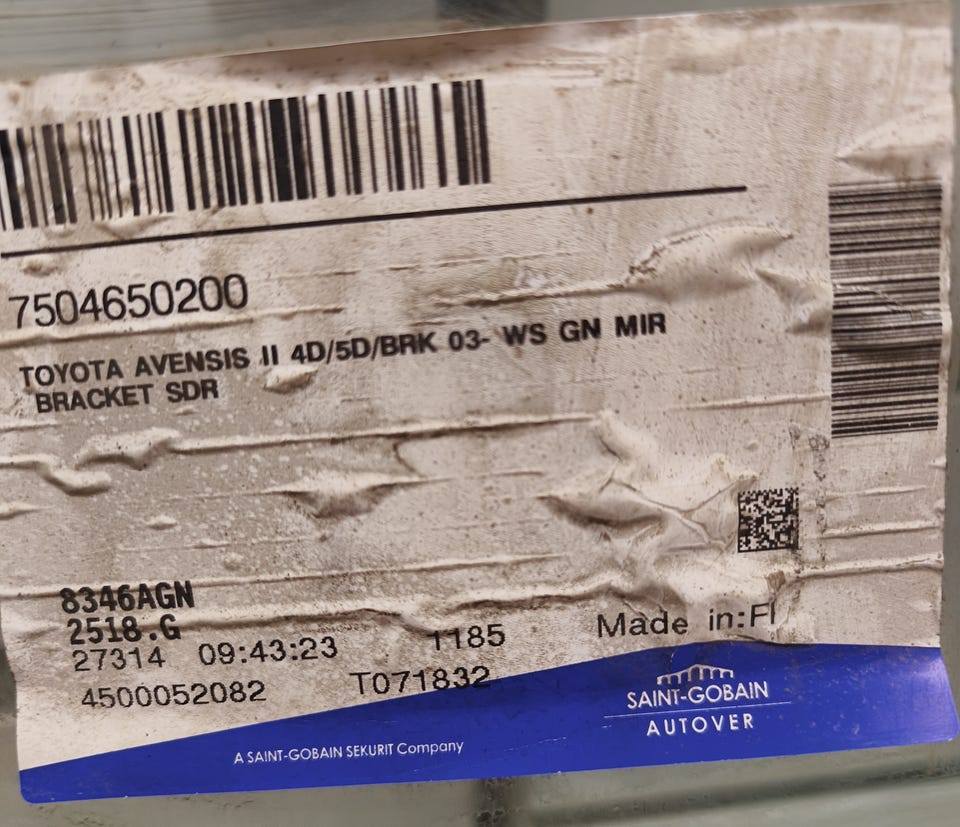 7504650200
TOYOTA AVENSIS II 4D/5D/BRK 03- WS GN MIR
BRACKET SDR
8346AGN
2518.G
27314 09:43:23 1185 Made in:FI
4500052082 T071832
SAINT-GOBAIN
AUTOVER
A SAINT-GOBAIN SEKURIT Company